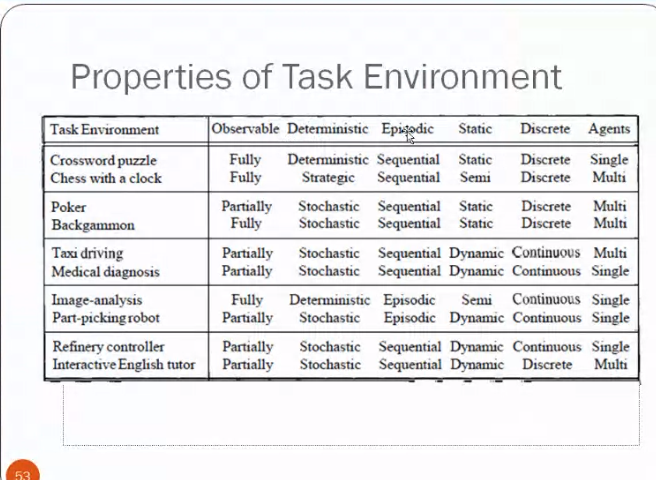 Properties of Task Environment
Task Environment Observable Deterministic Episodic Static Discrete Agents
Crossword puzzle Fully Deterministic Sequential Static Discrete Single
Chess with a clock Fully Strategic Sequential Semi Discrete Multi
Poker Partially Stochastic Sequential Static Discrete Multi
Backgammon Fully Stochastic Sequential Static Discrete Multi
Taxi driving Partially Stochastic Sequential Dynamic Continuous Multi
Medical diagnosis Partially Stochastic Sequential Dynamic Continuous Single
Image-analysis Fully Deterministic Episodic Semi Continuous Single
Part-picking robot Partially Stochastic Episodic Dynamic Continuous Single
Refinery controller Partially Stochastic Sequential Dynamic Continuous Single
Interactive English tutor Partially Stochastic Sequential Dynamic Discrete Multi
53